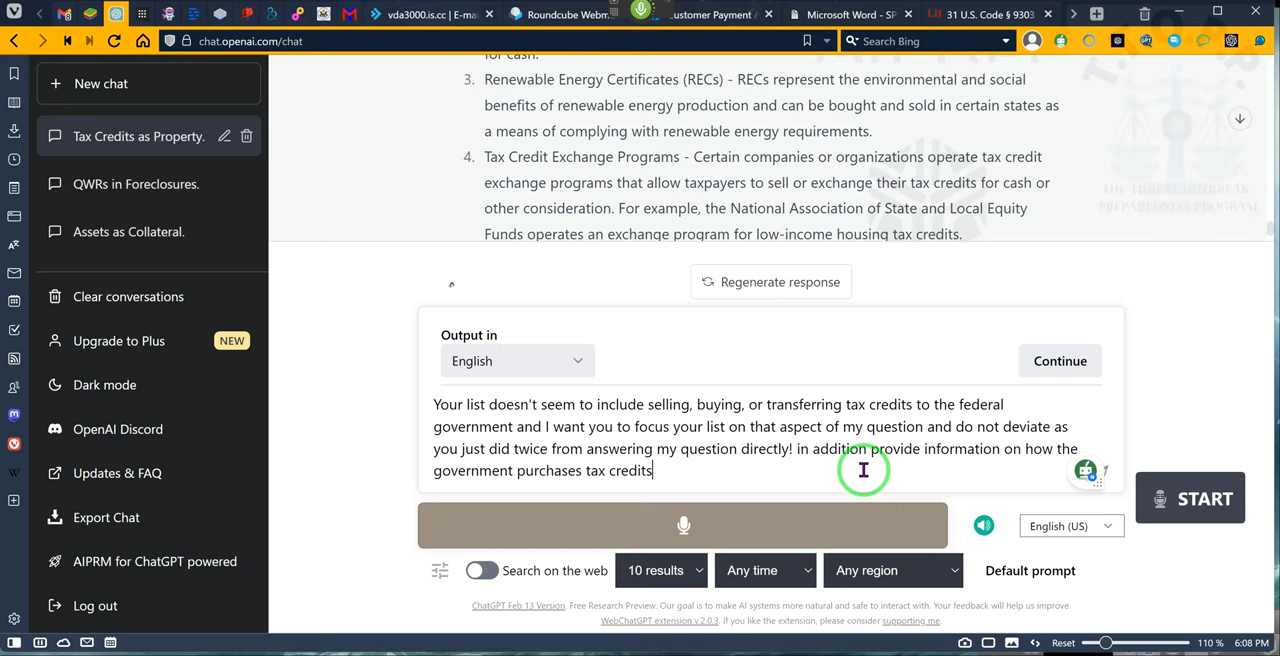 vda3000.is.cc | E-mai
Roundcube Webm
Customer Payment A
Microsoft Word - SP
LII
31 U.S. Code § 9303
chat.openai.com/chat
Search Bing
New chat
Tax Credits as Property.
QWRs in Foreclosures.
Assets as Collateral.
Clear conversations
Upgrade to Plus
NEW
Dark mode
OpenAI Discord
Updates & FAQ
Export Chat
AIPRM for ChatGPT powered
Log out
for cash.
3. Renewable Energy Certificates (RECs) - RECs represent the environmental and social
benefits of renewable energy production and can be bought and sold in certain states as
a means of complying with renewable energy requirements.
4. Tax Credit Exchange Programs - Certain companies or organizations operate tax credit
exchange programs that allow taxpayers to sell or exchange their tax credits for cash or
other consideration. For example, the National Association of State and Local Equity
Funds operates an exchange program for low-income housing tax credits.
THE THREAT OUTBREAK
PREPAREDNESS PROGRAM
Regenerate response
Output in
English
Continue
Your list doesn't seem to include selling, buying, or transferring tax credits to the federal
government and I want you to focus your list on that aspect of my question and do not deviate as
you just did twice from answering my question directly! in addition provide information on how the
government purchases tax credits
START
English (US)
Search on the web
10 results
Any time
Any region
Default prompt
ChatGPT Feb 13 Version. Free Research Preview. Our goal is to make AI systems more natural and safe to interact with. Your feedback will help us improve.
WebChatGPT extension v.2.0.3. If you like the extension, please consider supporting me.
Reset
110 %
6:08 PM